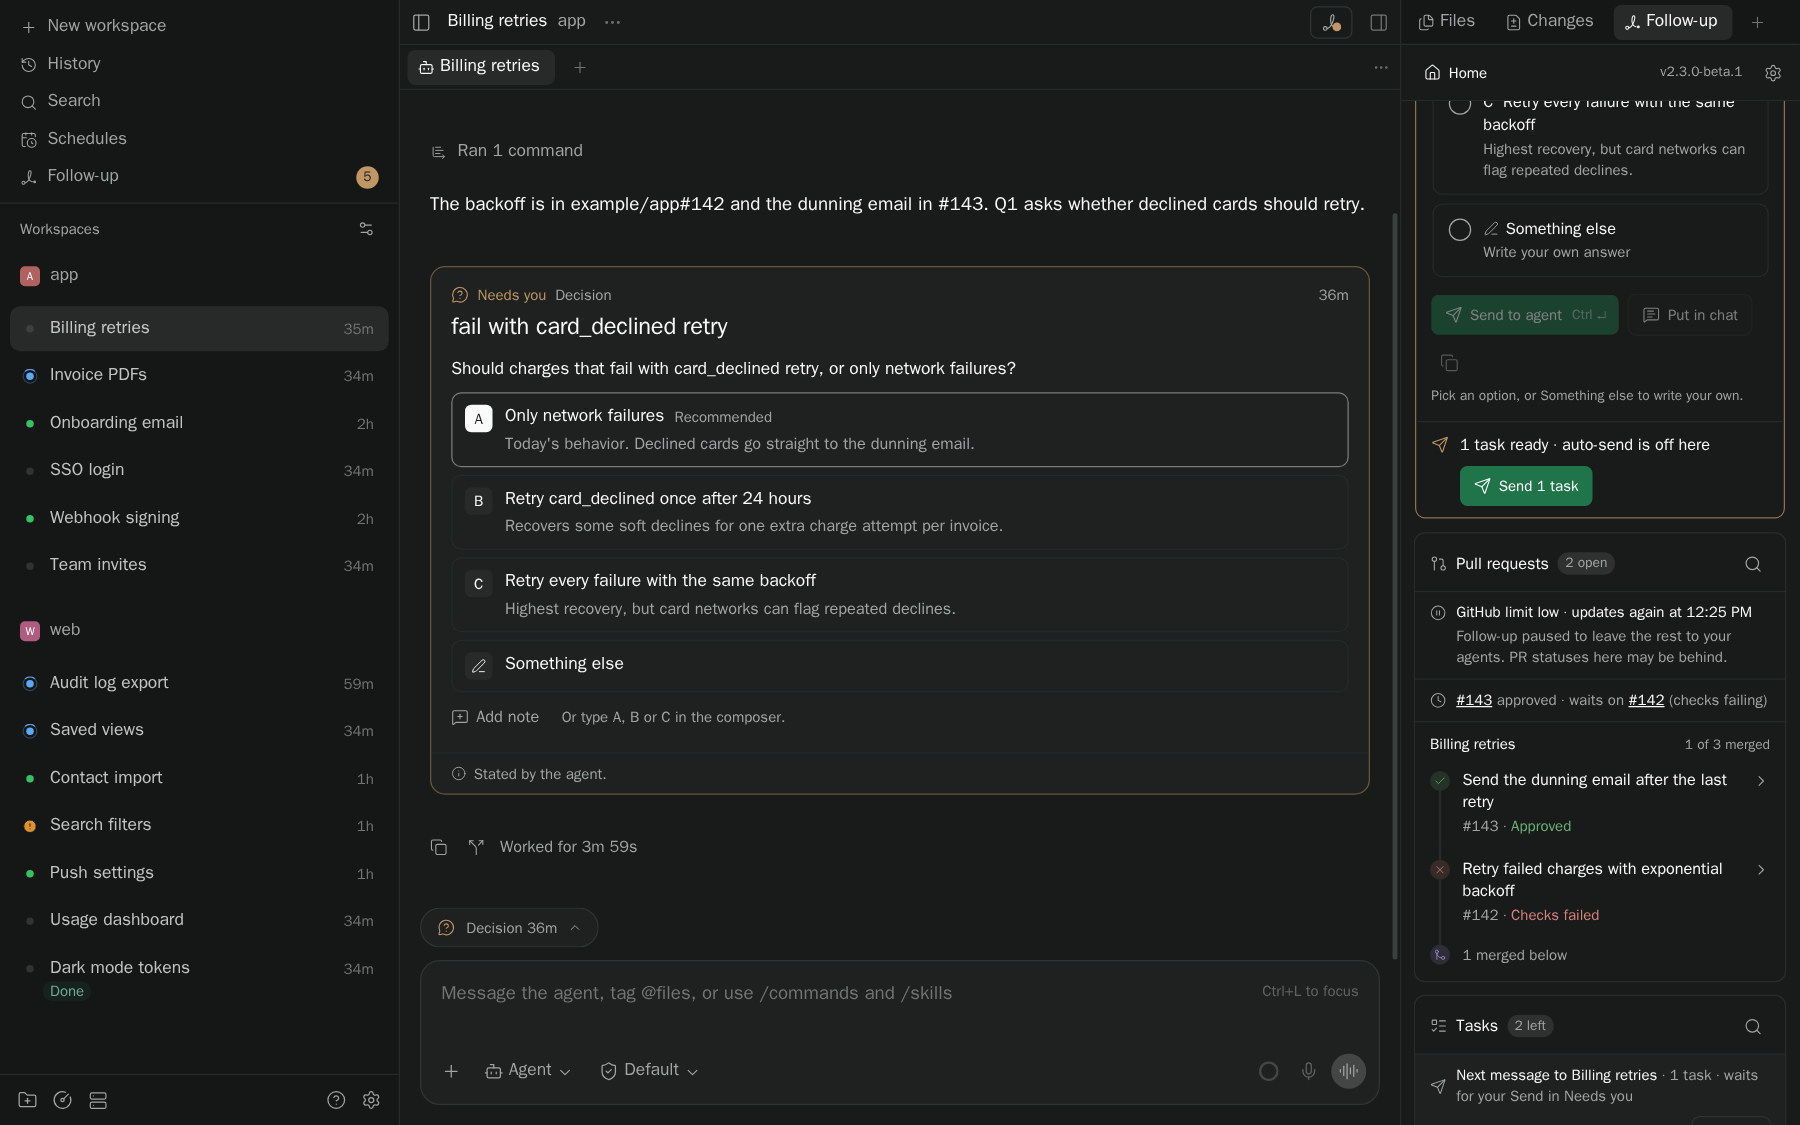 New workspace
History
Search
Schedules
Follow-up
5
Workspaces
A app
Billing retries 35m
Invoice PDFs 34m
Onboarding email 2h
SSO login 34m
Webhook signing 2h
Team invites 34m
W web
Audit log export 59m
Saved views 34m
Contact import 1h
Search filters 1h
Push settings 1h
Usage dashboard 34m
Dark mode tokens 34m
Done
Billing retries app
Billing retries
Ran 1 command
The backoff is in example/app#142 and the dunning email in #143. Q1 asks whether declined cards should retry.
Needs you Decision 36m
fail with card_declined retry
Should charges that fail with card_declined retry, or only network failures?
A Only network failures Recommended
Today's behavior. Declined cards go straight to the dunning email.
B Retry card_declined once after 24 hours
Recovers some soft declines for one extra charge attempt per invoice.
C Retry every failure with the same backoff
Highest recovery, but card networks can flag repeated declines.
Something else
Add note Or type A, B or C in the composer.
Stated by the agent.
Worked for 3m 59s
Decision 36m
Message the agent, tag @files, or use /commands and /skills
Ctrl+L to focus
Agent
Default
Files
Changes
Follow-up
Home
v2.3.0-beta.1
C Retry every failure with the same
backoff
Highest recovery, but card networks can
flag repeated declines.
Something else
Write your own answer
Send to agent Ctrl ↵
Put in chat
Pick an option, or Something else to write your own.
1 task ready · auto-send is off here
Send 1 task
Pull requests 2 open
GitHub limit low · updates again at 12:25 PM
Follow-up paused to leave the rest to your
agents. PR statuses here may be behind.
#143 approved · waits on #142 (checks failing)
Billing retries 1 of 3 merged
Send the dunning email after the last
retry
#143 · Approved
Retry failed charges with exponential
backoff
#142 · Checks failed
1 merged below
Tasks 2 left
Next message to Billing retries · 1 task · waits
for your Send in Needs you